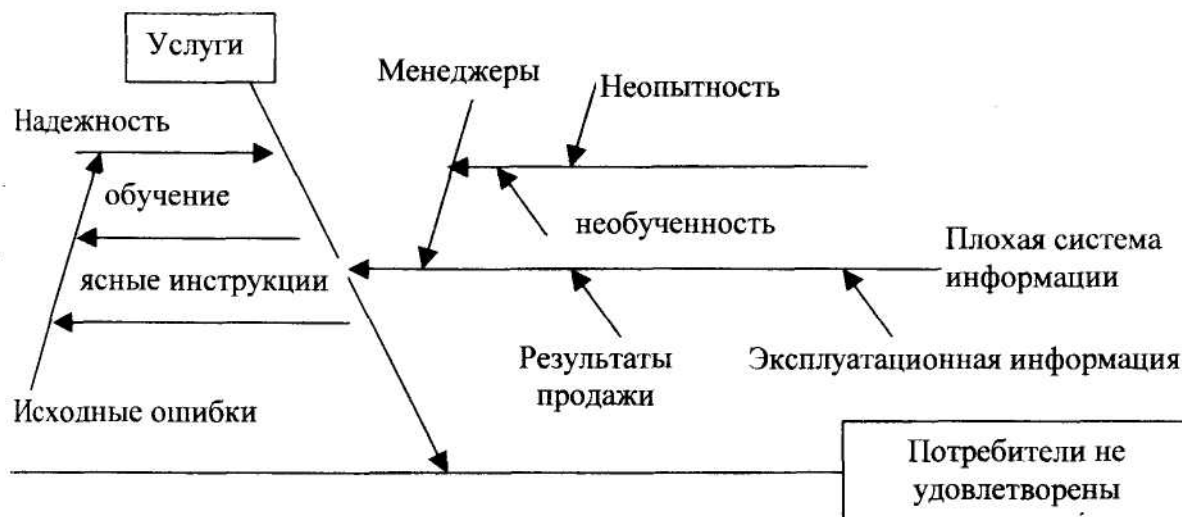 Услуги
Менеджеры
Неопытность
Надежность
обучение
необученность
Плохая система
информации
ясные инструкции
Результаты
продажи
Эксплуатационная информация
Исходные ошибки
Потребители не
удовлетворены